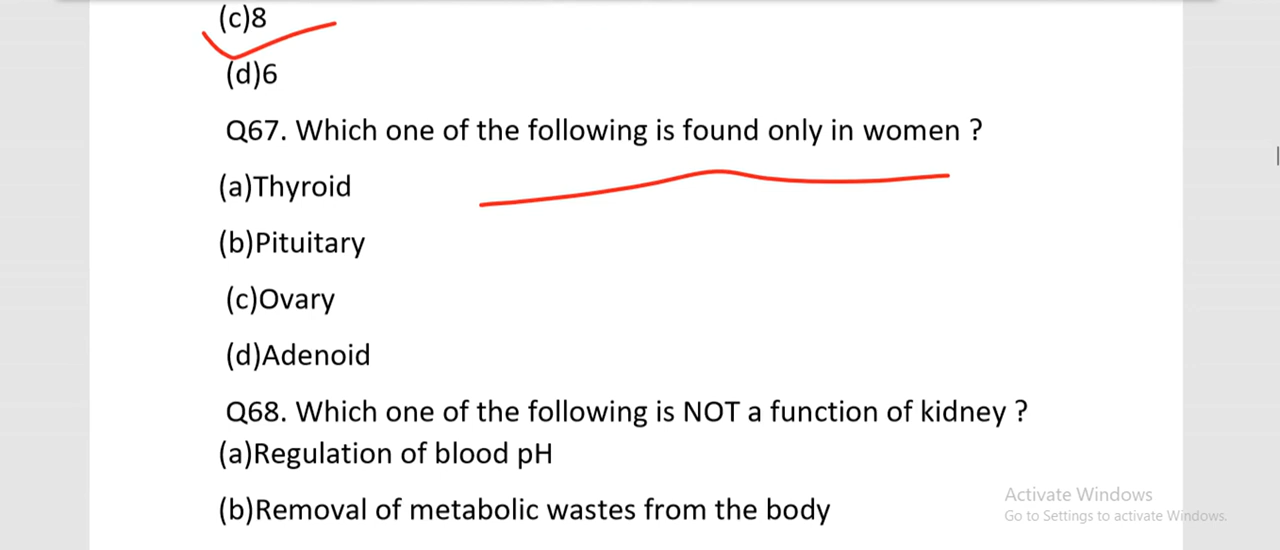 (c)8
(d)6
Q67. Which one of the following is found only in women ?
(a)Thyroid
(b)Pituitary
(c)Ovary
(d)Adenoid
Q68. Which one of the following is NOT a function of kidney ?
(a)Regulation of blood pH
(b)Removal of metabolic wastes from the body
Activate Windows
Go to Settings to activate Windows.